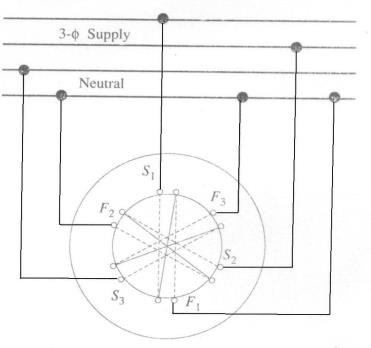 3-ϕ Supply
Neutral
S₁
F₂
F₃
S₂
S₃
F₁